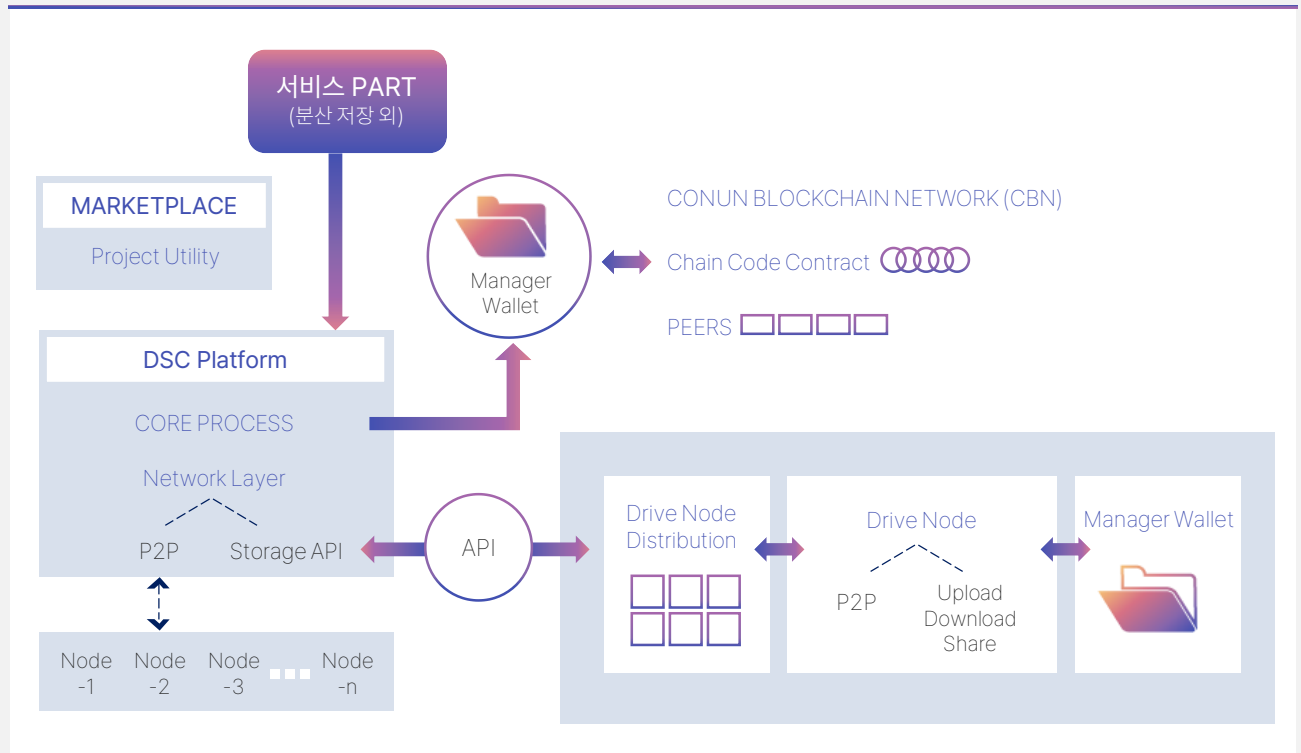 서비스 PART
(분산 저장 외)
MARKETPLACE
Project Utility
Manager
Wallet
CONUN BLOCKCHAIN NETWORK (CBN)
Chain Code Contract
PEERS
DSC Platform
CORE PROCESS
Network Layer
P2P
Storage API
API
Node
-1
Node
-2
Node
-3
Node
-n
Drive Node
Distribution
Drive Node
P2P
Upload
Download
Share
Manager Wallet